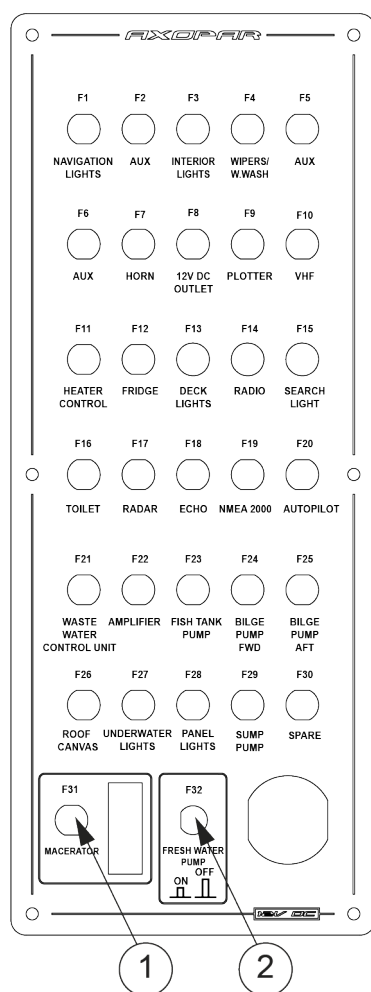 AXOPAR
F1 F2 F3 F4 F5
NAVIGATION LIGHTS AUX INTERIOR LIGHTS WIPERS/ W.WASH AUX
F6 F7 F8 F9 F10
AUX HORN 12V DC OUTLET PLOTTER VHF
F11 F12 F13 F14 F15
HEATER CONTROL FRIDGE DECK LIGHTS RADIO SEARCH LIGHT
F16 F17 F18 F19 F20
TOILET RADAR ECHO NMEA 2000 AUTOPILOT
F21 F22 F23 F24 F25
WASTE WATER CONTROL UNIT AMPLIFIER FISH TANK PUMP BILGE PUMP FWD BILGE PUMP AFT
F26 F27 F28 F29 F30
ROOF CANVAS UNDERWATER LIGHTS PANEL LIGHTS SUMP PUMP SPARE
F31
MACERATOR
F32
FRESH WATER
PUMP
ON OFF
12V DC
1 2